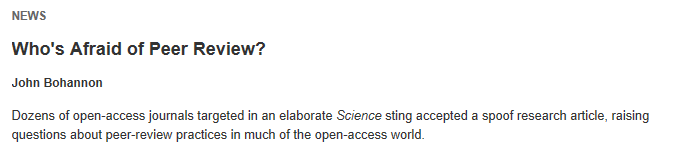 NEWS
Who's Afraid of Peer Review?
John Bohannon
Dozens of open-access journals targeted in an elaborate Science sting accepted a spoof research article, raising
questions about peer-review practices in much of the open-access world.